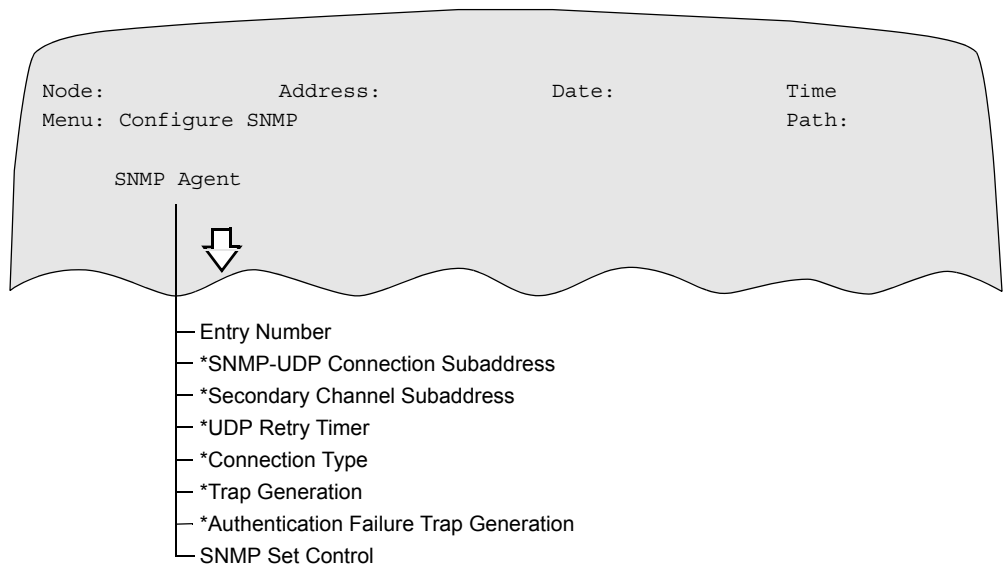 Node: Address: Date: Time
Menu: Configure SNMP Path:
SNMP Agent
Entry Number
*SNMP-UDP Connection Subaddress
*Secondary Channel Subaddress
*UDP Retry Timer
*Connection Type
*Trap Generation
*Authentication Failure Trap Generation
SNMP Set Control